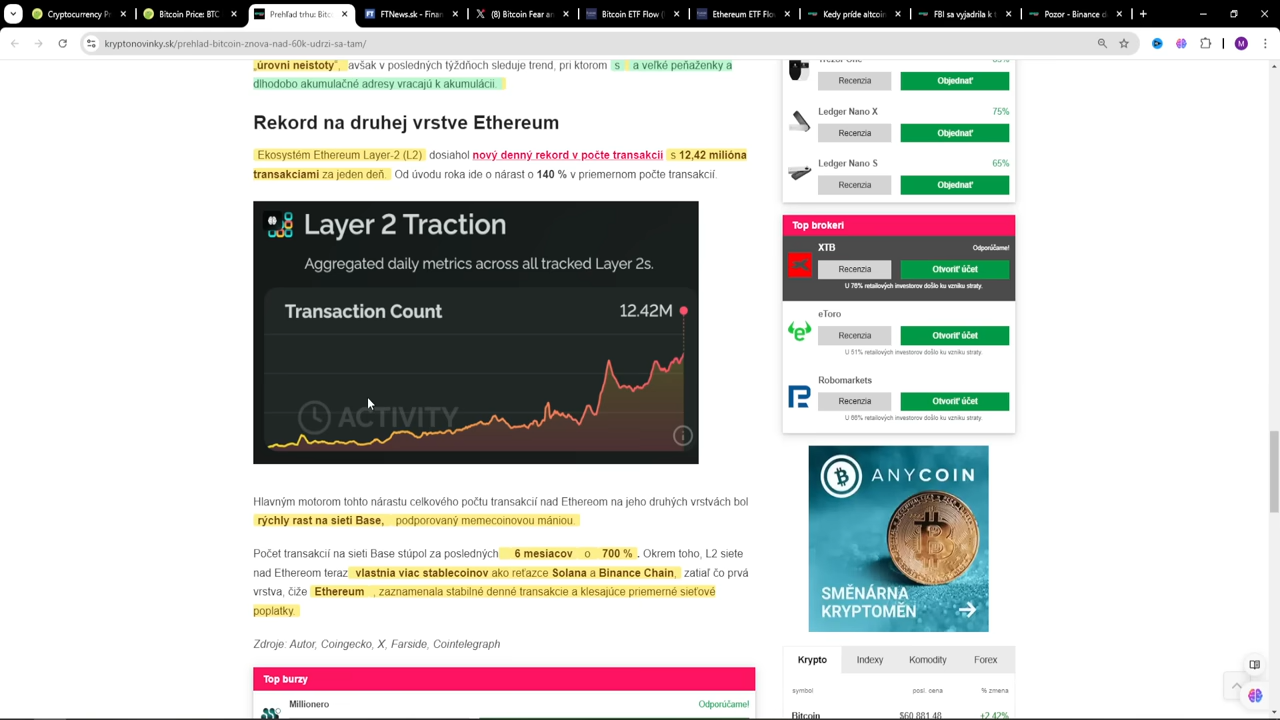 Cryptocurrency Pri
Bitcoin Price: BTC
Prehľad trhu: Bitc
FTNews.sk -
(9) Bitcoin Fear an
Bitcoin ETF Flow (
Ethereum ETF Flo
Kedy príde altcoin
FBI sa vyjadrila k t
Pozor - Binance d
kryptonovinky.sk/prehlad-bitcoin-znova-nad-60k-udrzi-sa-tam/
M
„úrovni neistoty“, avšak v posledných týždňoch sleduje trend, pri ktorom s a veľké peňaženky a
dlhodobo akumulačné adresy vracajú k akumulácii.
Rekord na druhej vrstve Ethereum
Ekosystém Ethereum Layer-2 (L2) dosiahol nový denný rekord v počte transakcii s 12,42 milióna
transakciami za jeden deň. Od úvodu roka ide o nárast o 140 % v priemernom počte transakcií.
Layer 2 Traction
Aggregated daily metrics across all tracked Layer 2s.
Transaction Count
12.42M
ACTIVITY
Hlavným motorom tohto nárastu celkového počtu transakcií nad Ethereom na jeho druhých vrstvách bol
rýchly rast na sieti Base, podporovaný memecoinovou mániou.
Počet transakcií na sieti Base stúpol za posledných 6 mesiacov o 700 %. Okrem toho, L2 siete
nad Ethereom teraz vlastnia viac stablecoinov ako reťazce Solana a Binance Chain, zatiaľ čo prvá
vrstva, čiže Ethereum , zaznamenala stabilné denné transakcie a klesajúce priemerné sieťové
poplatky.
Zdroje: Autor, Coingecko, X, Farside, Cointelegraph
Top burzy
Millionero
Odporúčame!
Trezor One
Recenzia
Objednať
Ledger Nano X
75%
Recenzia
Objednať
Ledger Nano S
65%
Recenzia
Objednať
Top brokeri
XTB
Odporúčame!
Recenzia
Otvoriť účet
U 78% retailových investorov došlo ku vzniku straty.
eToro
Recenzia
Otvoriť účet
U 51% retailových investorov došlo ku vzniku straty.
Robomarkets
Recenzia
Otvoriť účet
U 88% retailových investorov došlo ku vzniku straty.
ANYCOIN
SMĚNÁRNA
KRYPTOMĚN
Krypto
Indexy
Komodity
Forex
symbol
posl. cena
% zmena
Bitcoin
$60,881.48
+2.42%